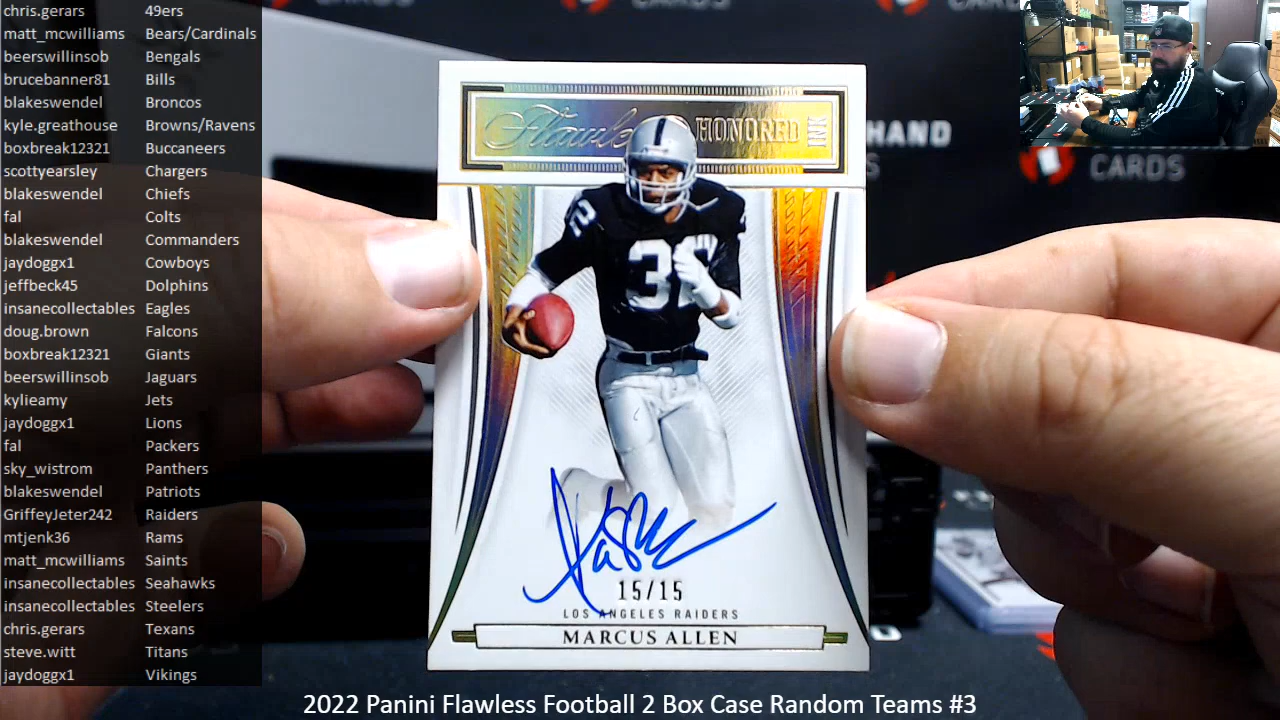 chris.gerars 49ers
matt_mcwilliams Bears/Cardinals
beerswillinsob Bengals
brucebanner81 Bills
blakeswendel Broncos
kyle.greathouse Browns/Ravens
boxbreak12321 Buccaneers
scottyearsley Chargers
blakeswendel Chiefs
fal Colts
blakeswendel Commanders
jaydoggx1 Cowboys
jeffbeck45 Dolphins
insanecollectables Eagles
doug.brown Falcons
boxbreak12321 Giants
beerswillinsob Jaguars
kylieamy Jets
jaydoggx1 Lions
fal Packers
sky_wistrom Panthers
blakeswendel Patriots
GriffeyJeter242 Raiders
mtjenk36 Rams
matt_mcwilliams Saints
insanecollectables Seahawks
insanecollectables Steelers
chris.gerars Texans
steve.witt Titans
jaydoggx1 Vikings
HONORED INK
32
32
15/15
LOS ANGELES RAIDERS
MARCUS ALLEN
HAND
CARDS
2022 Panini Flawless Football 2 Box Case Random Teams #3